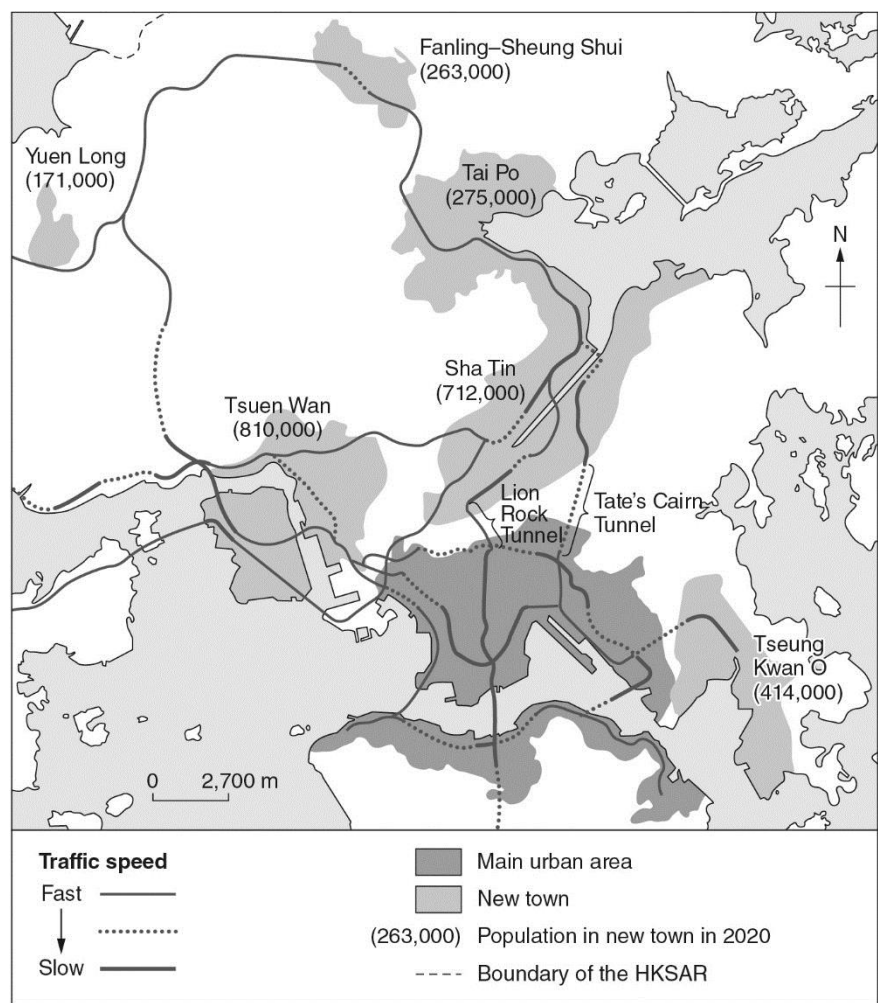 Fanling–Sheung Shui
(263,000)
Yuen Long
(171,000)
Tai Po
(275,000)
N
Sha Tin
(712,000)
Tsuen Wan
(810,000)
Lion
Rock
Tunnel
Tate's Cairn
Tunnel
Tseung
Kwan O
(414,000)
0 2,700 m
Traffic speed
Fast
Slow
Main urban area
New town
(263,000) Population in new town in 2020
Boundary of the HKSAR